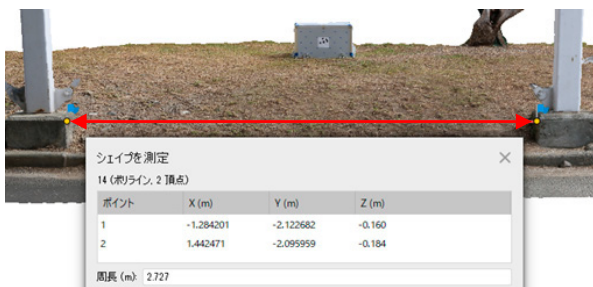 シェイプを測定
14 (ポリライン, 2 頂点)
ポイント X (m) Y (m) Z (m)
1 -1.284201 -2.122682 -0.160
2 1.442471 -2.095959 -0.184
周長 (m): 2.727